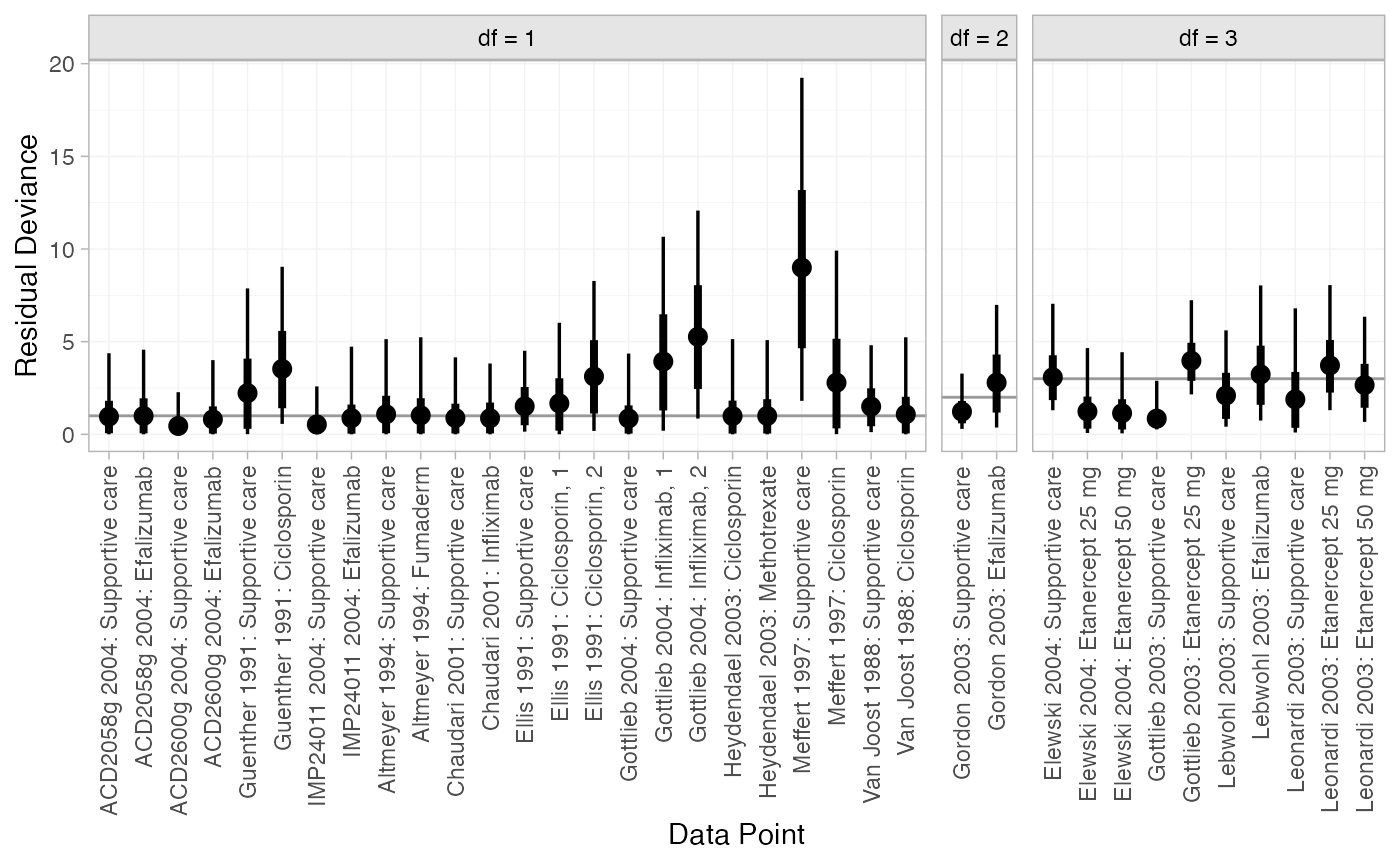 df = 1
df = 2
df = 3
Residual Deviance
20
15
10
5
0
ACD2058g 2004: Supportive care
ACD2058g 2004: Efalizumab
ACD2600g 2004: Supportive care
ACD2600g 2004: Efalizumab
Guenther 1991: Supportive care
Guenther 1991: Ciclosporin
IMP24011 2004: Supportive care
IMP24011 2004: Efalizumab
Altmeyer 1994: Supportive care
Altmeyer 1994: Fumaderm
Chaudari 2001: Supportive care
Chaudari 2001: Infliximab
Ellis 1991: Supportive care
Ellis 1991: Ciclosporin, 1
Ellis 1991: Ciclosporin, 2
Gottlieb 2004: Supportive care
Gottlieb 2004: Infliximab, 1
Gottlieb 2004: Infliximab, 2
Heydendael 2003: Ciclosporin
Heydendael 2003: Methotrexate
Meffert 1997: Supportive care
Meffert 1997: Ciclosporin
Van Joost 1988: Supportive care
Van Joost 1988: Ciclosporin
Gordon 2003: Supportive care
Gordon 2003: Efalizumab
Elewski 2004: Supportive care
Elewski 2004: Etanercept 25 mg
Elewski 2004: Etanercept 50 mg
Gottlieb 2003: Supportive care
Gottlieb 2003: Etanercept 25 mg
Lebwohl 2003: Supportive care
Lebwohl 2003: Efalizumab
Leonardi 2003: Supportive care
Leonardi 2003: Etanercept 25 mg
Leonardi 2003: Etanercept 50 mg
Data Point